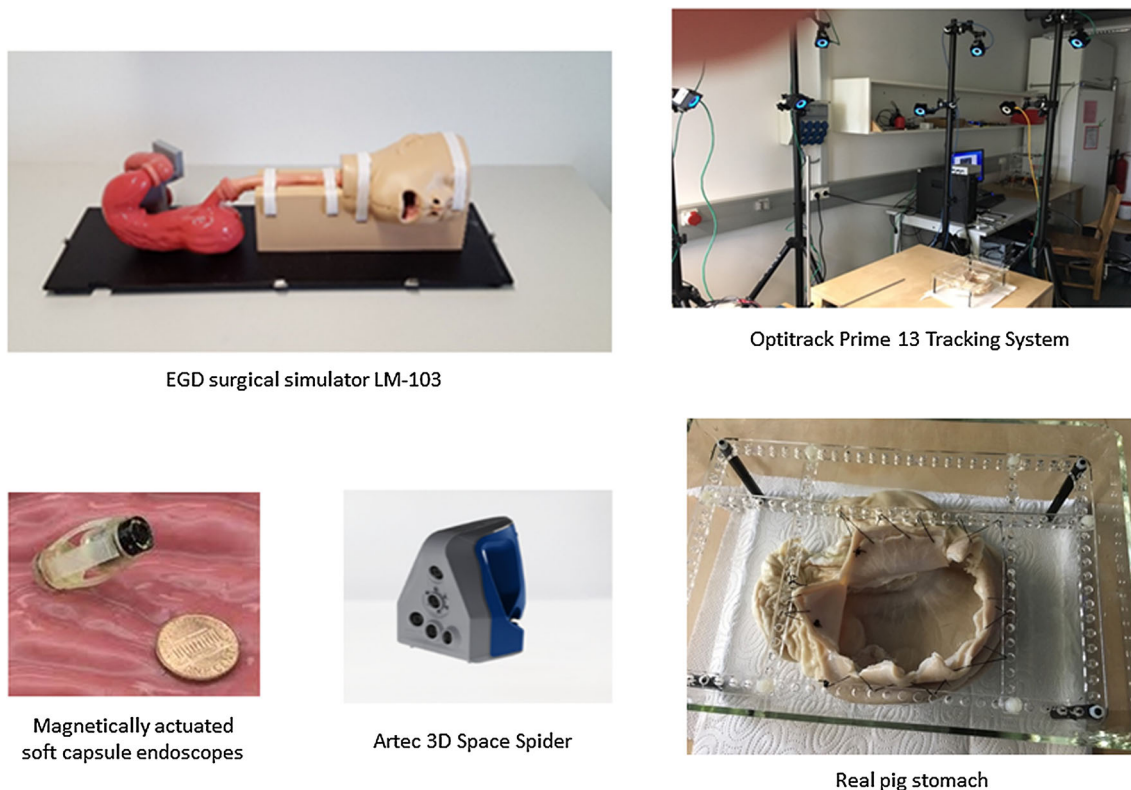 EGD surgical simulator LM-103
Optitrack Prime 13 Tracking System
Magnetically actuated
soft capsule endoscopes
Artec 3D Space Spider
Real pig stomach